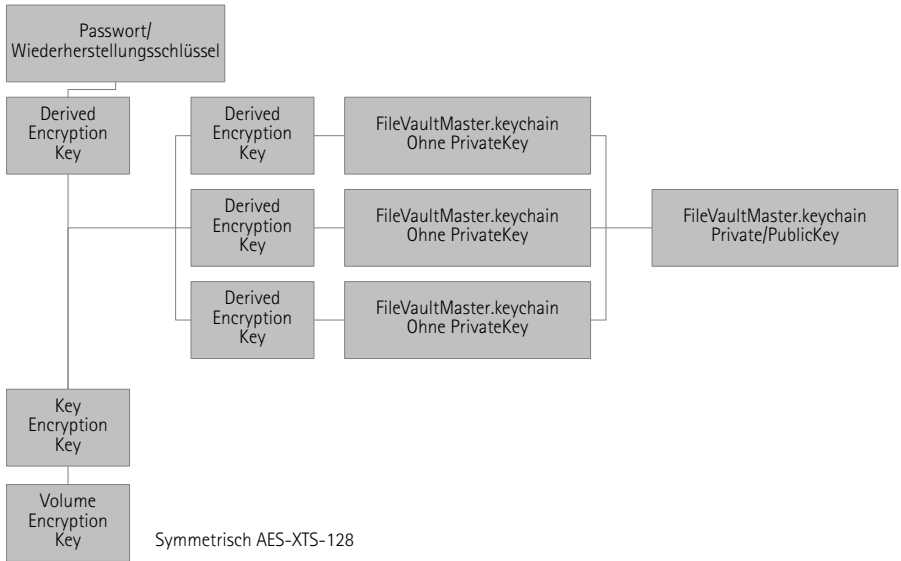 Passwort/
Wiederherstellungsschlüssel
Derived
Encryption
Key
Derived
Encryption
Key
FileVaultMaster.keychain
Ohne PrivateKey
Derived
Encryption
Key
FileVaultMaster.keychain
Ohne PrivateKey
FileVaultMaster.keychain
Private/PublicKey
Derived
Encryption
Key
FileVaultMaster.keychain
Ohne PrivateKey
Key
Encryption
Key
Volume
Encryption
Key
Symmetrisch AES-XTS-128